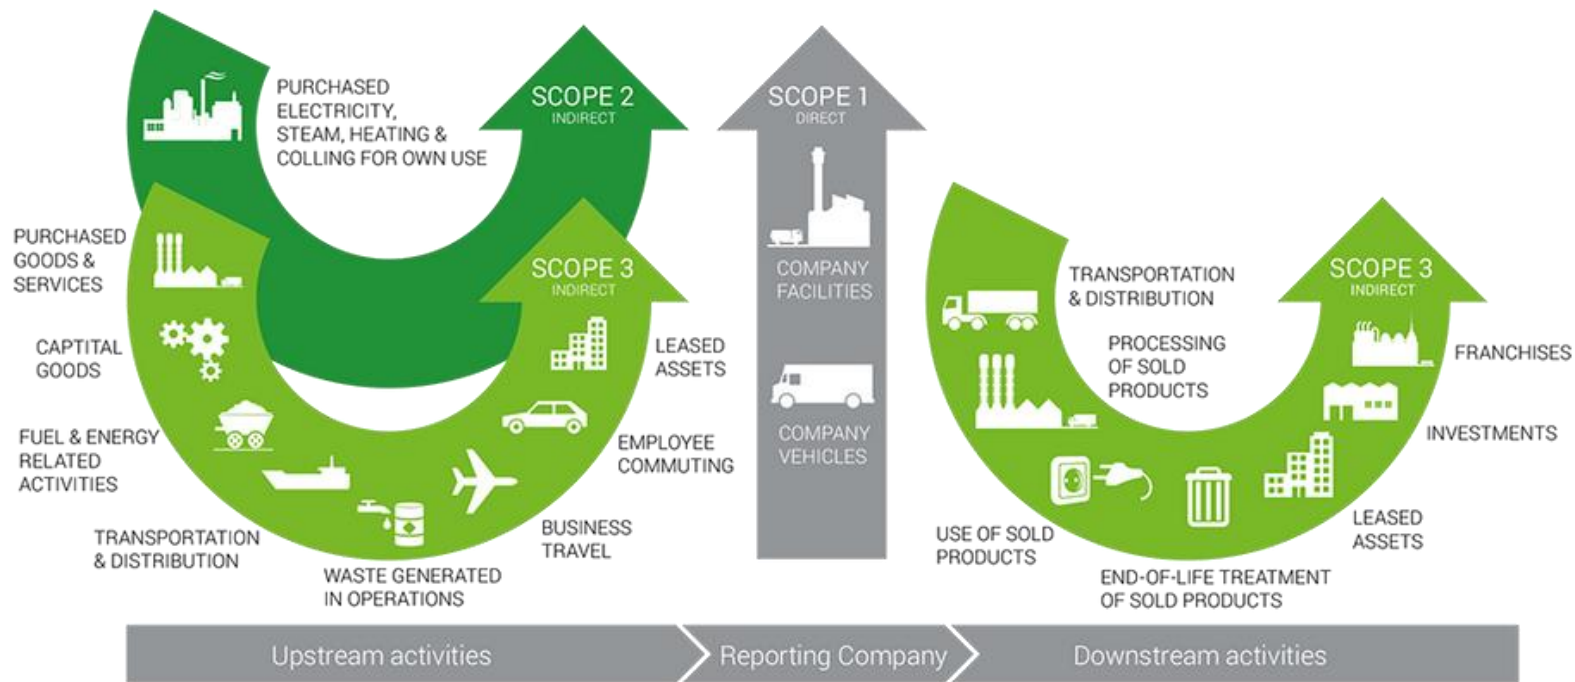 PURCHASED
ELECTRICITY,
STEAM, HEATING &
COLLING FOR OWN USE
SCOPE 2
INDIRECT
PURCHASED
GOODS &
SERVICES
CAPTITAL
GOODS
FUEL & ENERGY
RELATED
ACTIVITIES
TRANSPORTATION
& DISTRIBUTION
WASTE GENERATED
IN OPERATIONS
BUSINESS
TRAVEL
EMPLOYEE
COMMUTING
LEASED
ASSETS
SCOPE 3
INDIRECT
SCOPE 1
DIRECT
COMPANY
FACILITIES
COMPANY
VEHICLES
TRANSPORTATION
& DISTRIBUTION
PROCESSING
OF SOLD
PRODUCTS
USE OF SOLD
PRODUCTS
END-OF-LIFE TREATMENT
OF SOLD PRODUCTS
LEASED
ASSETS
INVESTMENTS
FRANCHISES
SCOPE 3
INDIRECT
Upstream activities
Reporting Company
Downstream activities